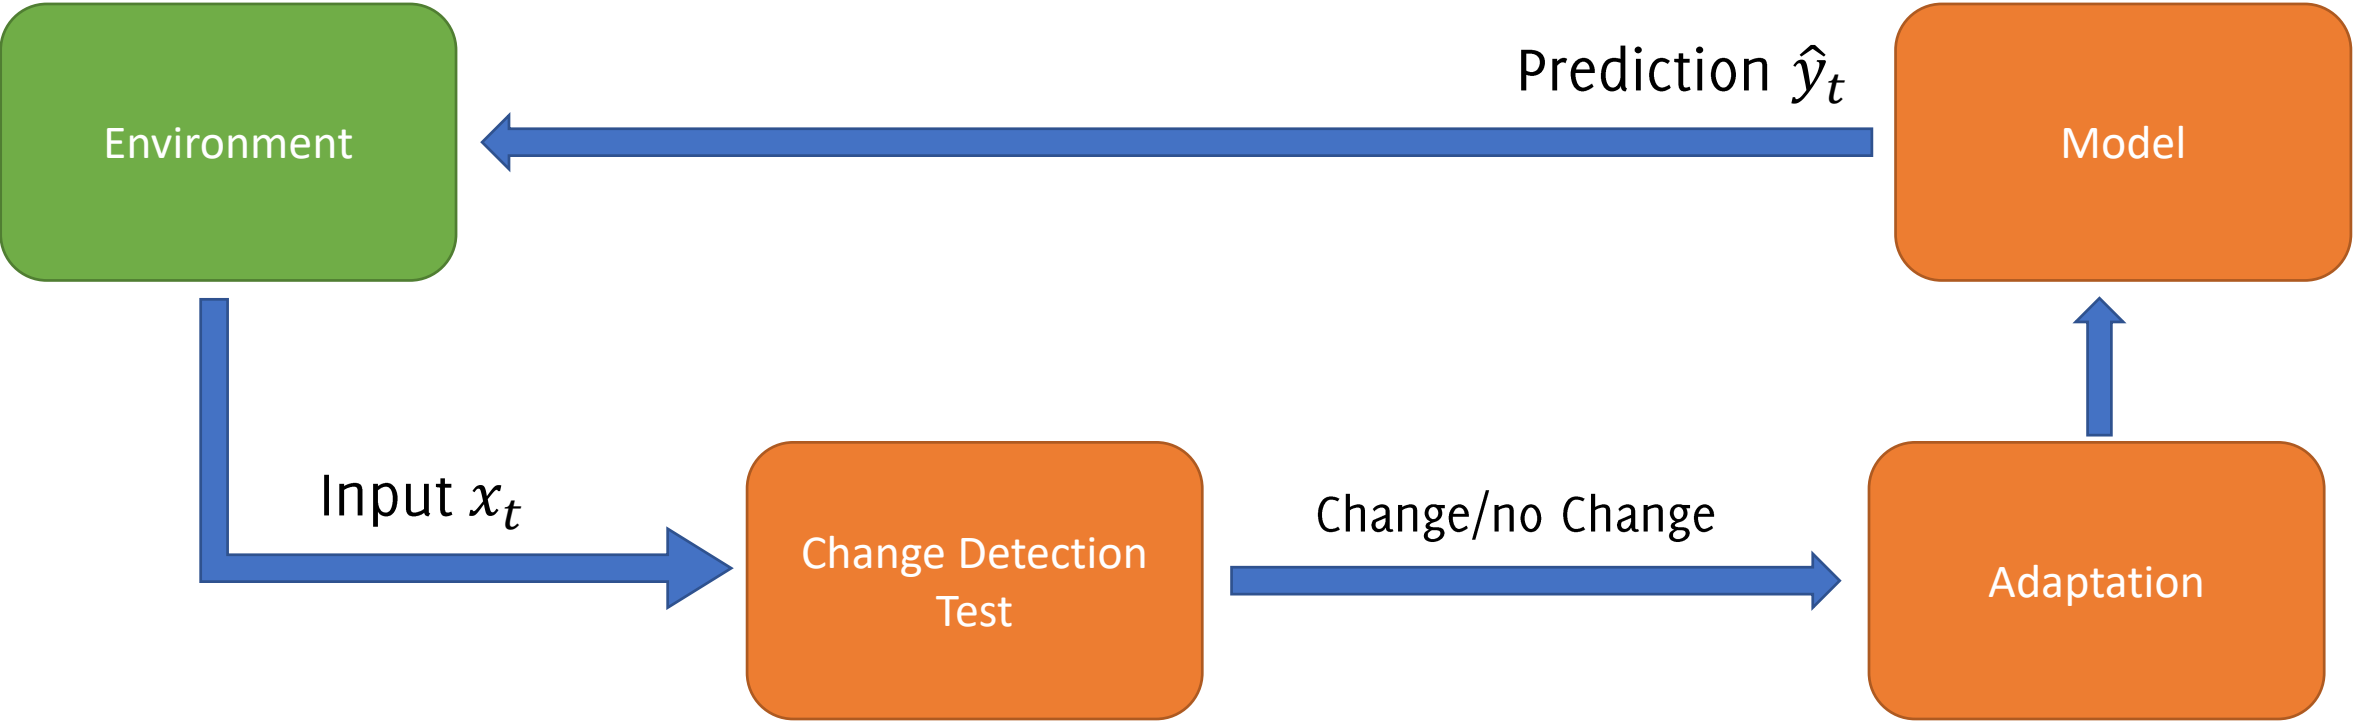 Environment
Prediction ŷₜ
Model
Input xₜ
Change Detection
Test
Change/no Change
Adaptation